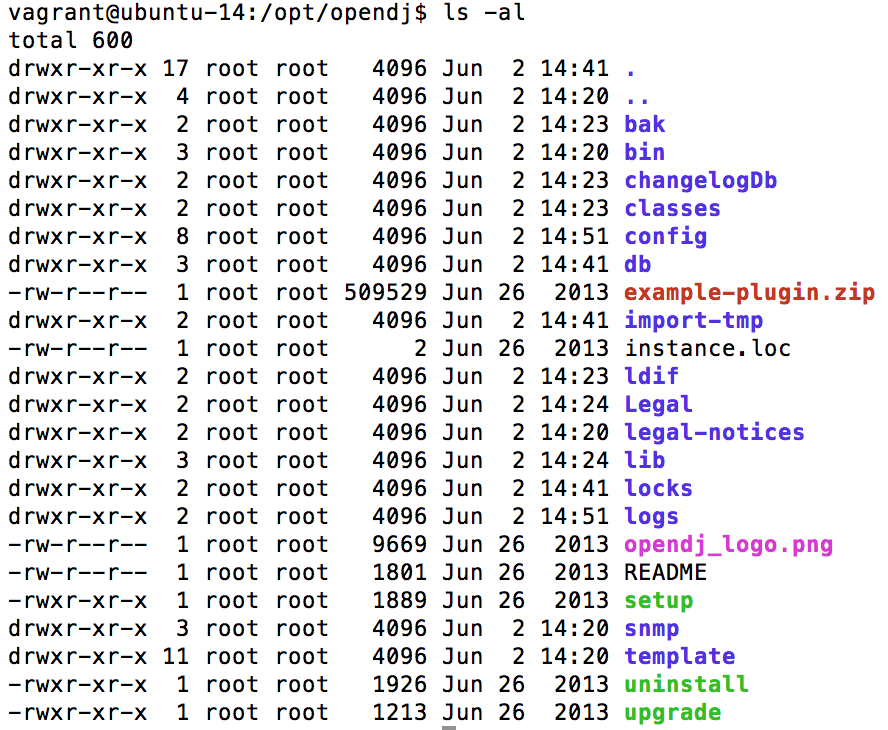 vagrant@ubuntu-14:/opt/opendj$ ls -al
total 600
drwxr-xr-x 17 root root   4096 Jun  2 14:41 .
drwxr-xr-x  4 root root   4096 Jun  2 14:20 ..
drwxr-xr-x  2 root root   4096 Jun  2 14:23 bak
drwxr-xr-x  3 root root   4096 Jun  2 14:20 bin
drwxr-xr-x  2 root root   4096 Jun  2 14:23 changelogDb
drwxr-xr-x  2 root root   4096 Jun  2 14:23 classes
drwxr-xr-x  8 root root   4096 Jun  2 14:51 config
drwxr-xr-x  3 root root   4096 Jun  2 14:41 db
-rw-r--r--  1 root root 509529 Jun 26  2013 example-plugin.zip
drwxr-xr-x  2 root root   4096 Jun  2 14:41 import-tmp
-rw-r--r--  1 root root      2 Jun 26  2013 instance.loc
drwxr-xr-x  2 root root   4096 Jun  2 14:23 ldif
drwxr-xr-x  2 root root   4096 Jun  2 14:24 Legal
drwxr-xr-x  2 root root   4096 Jun  2 14:20 legal-notices
drwxr-xr-x  3 root root   4096 Jun  2 14:24 lib
drwxr-xr-x  2 root root   4096 Jun  2 14:41 locks
drwxr-xr-x  2 root root   4096 Jun  2 14:51 logs
-rw-r--r--  1 root root   9669 Jun 26  2013 opendj_logo.png
-rw-r--r--  1 root root   1801 Jun 26  2013 README
-rwxr-xr-x  1 root root   1889 Jun 26  2013 setup
drwxr-xr-x  3 root root   4096 Jun  2 14:20 snmp
drwxr-xr-x 11 root root   4096 Jun  2 14:20 template
-rwxr-xr-x  1 root root   1926 Jun 26  2013 uninstall
-rwxr-xr-x  1 root root   1213 Jun 26  2013 upgrade